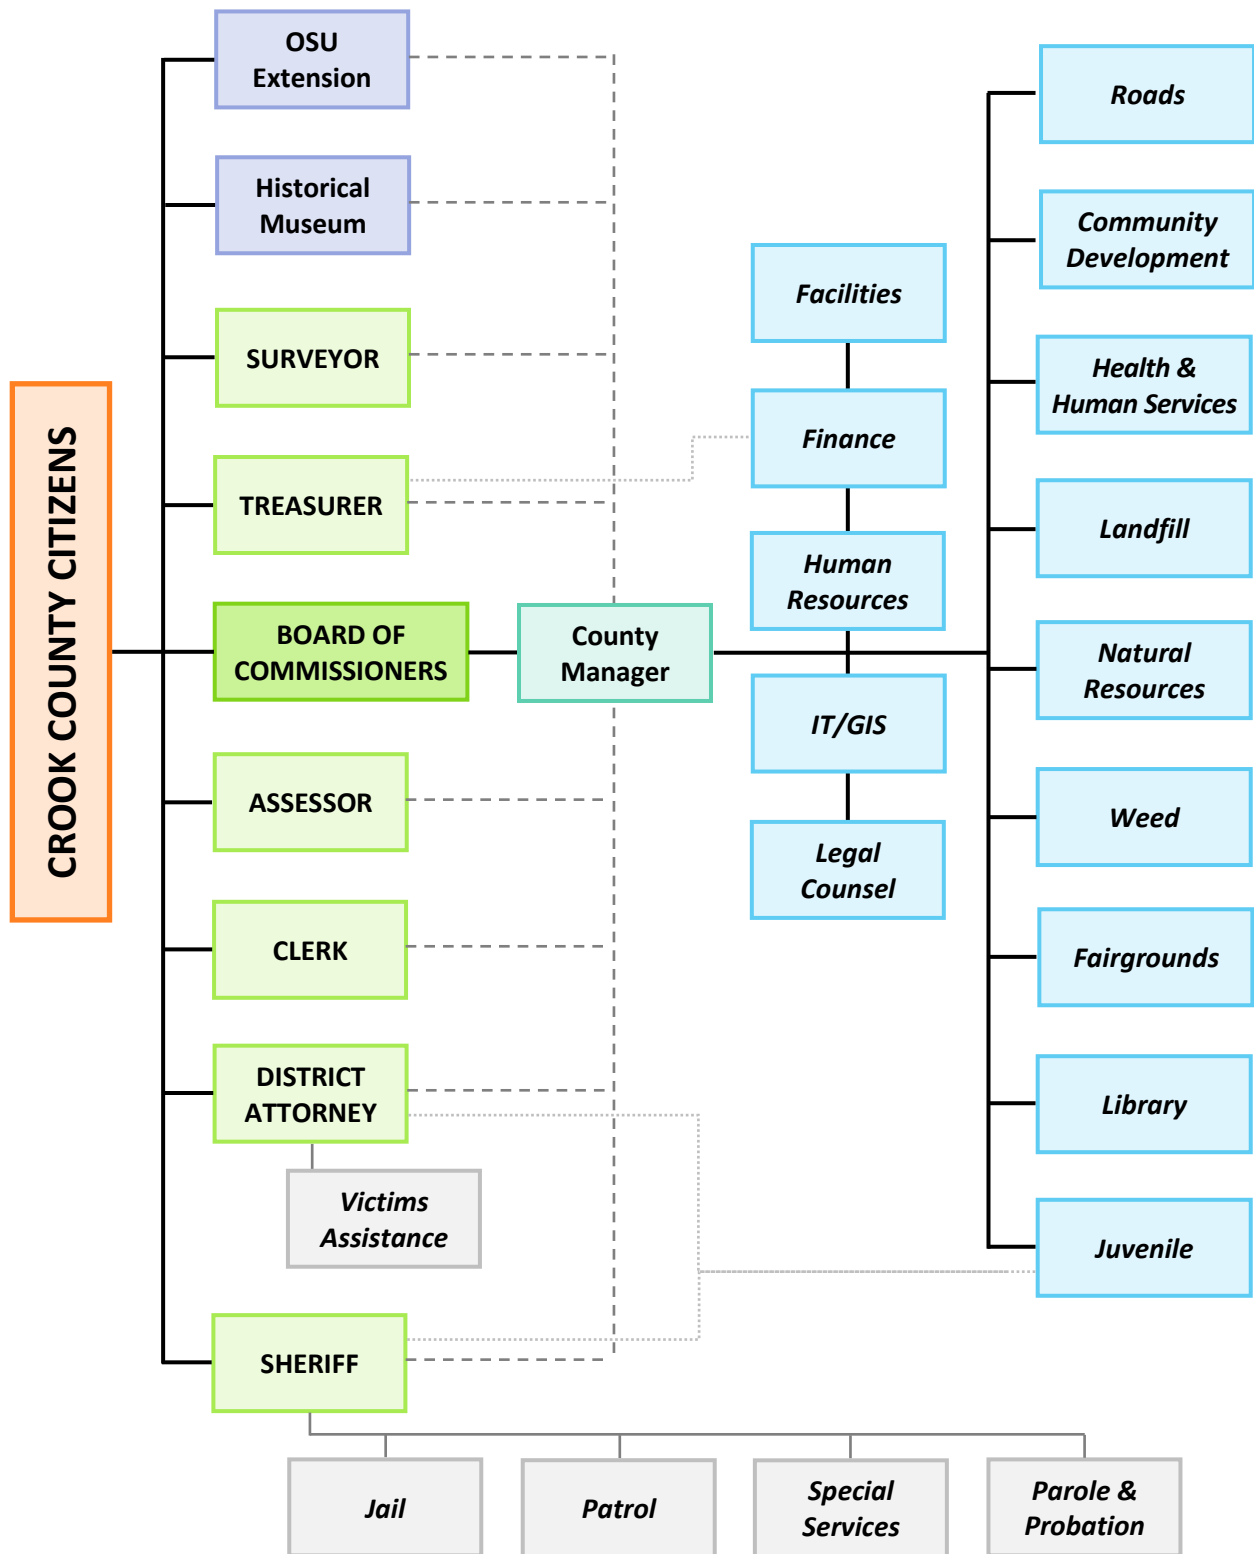 CROOK COUNTY CITIZENS
OSU
Extension
Historical
Museum
SURVEYOR
TREASURER
BOARD OF
COMMISSIONERS
ASSESSOR
CLERK
DISTRICT
ATTORNEY
Victims
Assistance
SHERIFF
Jail
Patrol
Special
Services
Parole &
Probation
County
Manager
Facilities
Finance
Human
Resources
IT/GIS
Legal
Counsel
Roads
Community
Development
Health &
Human Services
Landfill
Natural
Resources
Weed
Fairgrounds
Library
Juvenile